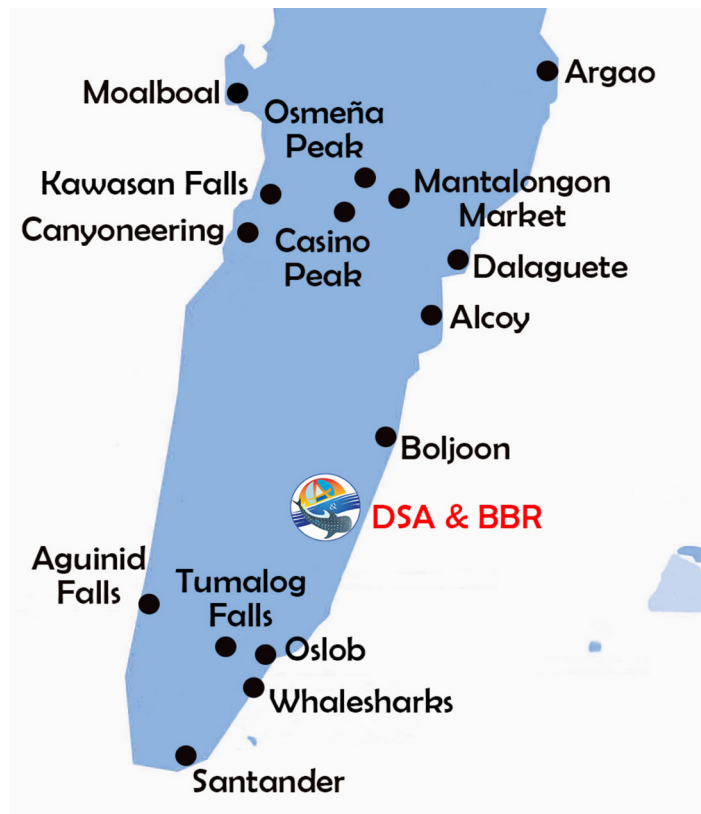 Argao
Moalboal
Osmeña
Peak
Kawasan Falls
Mantalongon
Market
Canyoneering
Casino
Peak
Dalaguete
Alcoy
Boljoon
A
&
DSA & BBR
Aguinid
Falls
Tumalog
Falls
Oslob
Whalesharks
Santander